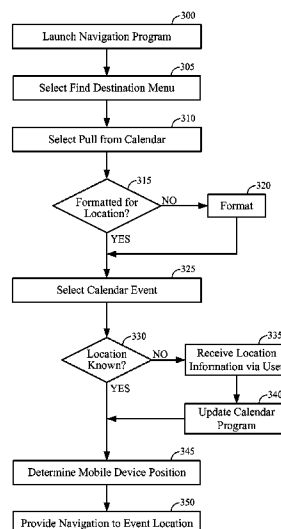 300
Launch Navigation Program
305
Select Find Destination Menu
310
Select Pull from Calendar
315
Formatted for
Location?
NO
320
Format
YES
325
Select Calendar Event
330
Location
Known?
NO
335
Receive Location
Information via User
YES
340
Update Calendar
Program
345
Determine Mobile Device Position
350
Provide Navigation to Event Location